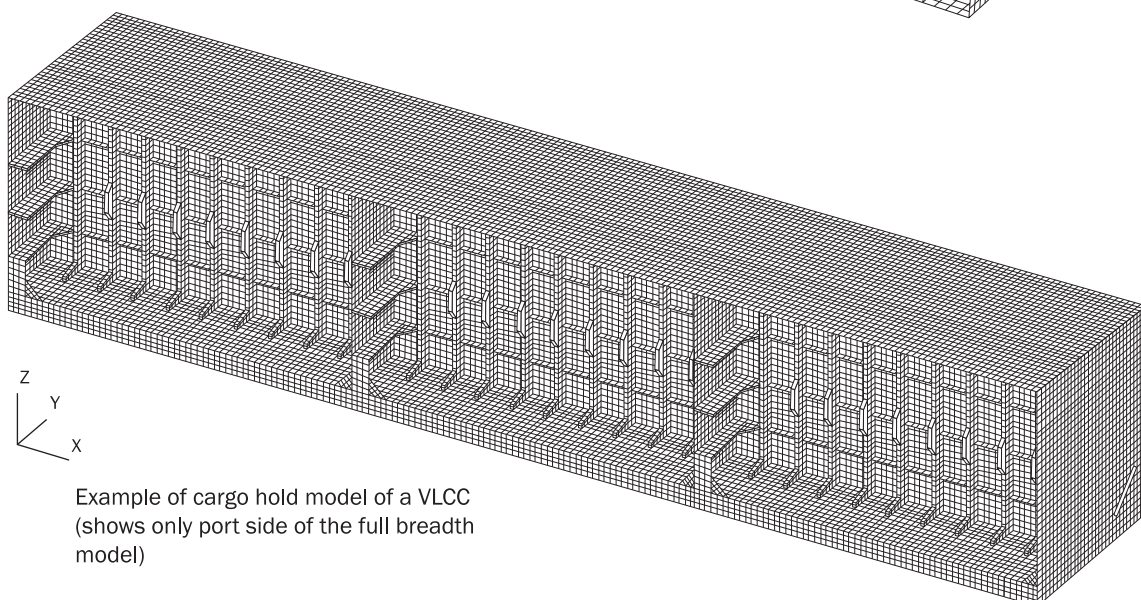 Z
Y
X
Example of cargo hold model of a VLCC
(shows only port side of the full breadth
model)